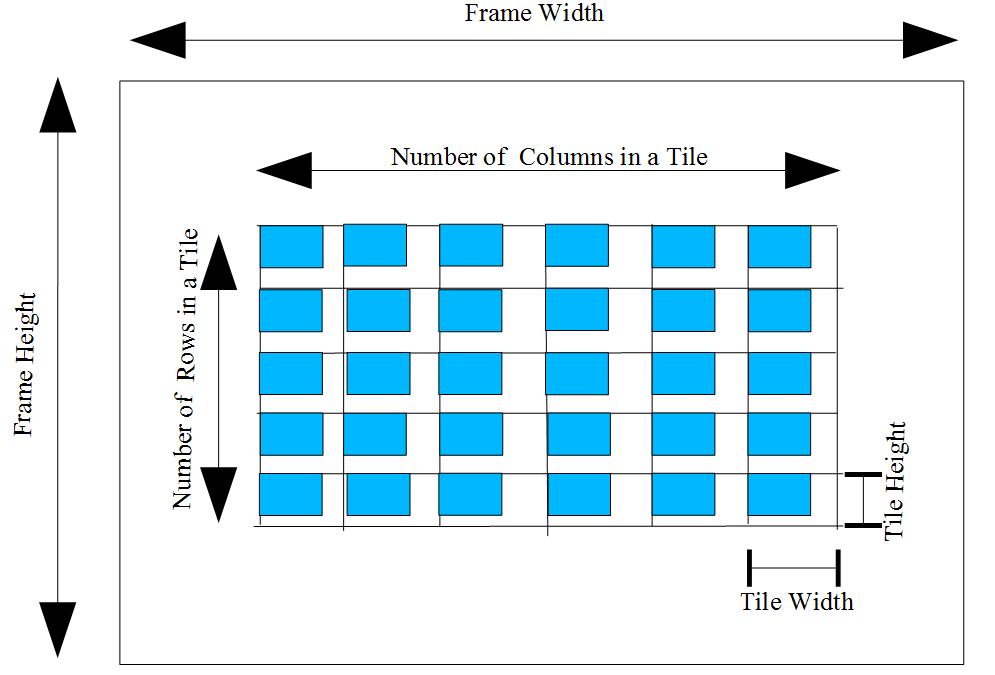 Frame Width
Number of  Columns in a Tile
Number of  Rows in a Tile
Frame Height
Tile Height
Tile Width